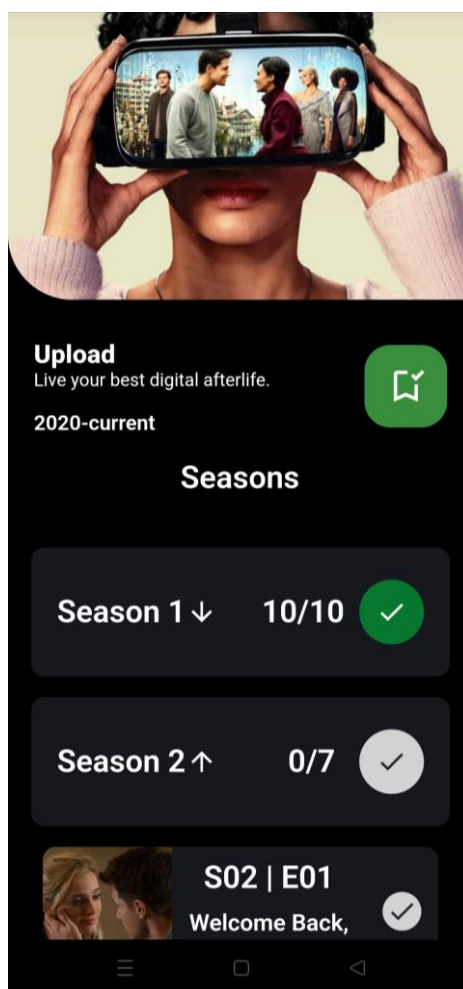 Upload
Live your best digital afterlife.
2020-current
Seasons
Season 1 10/10
Season 2 0/7
S02 | E01
Welcome Back,